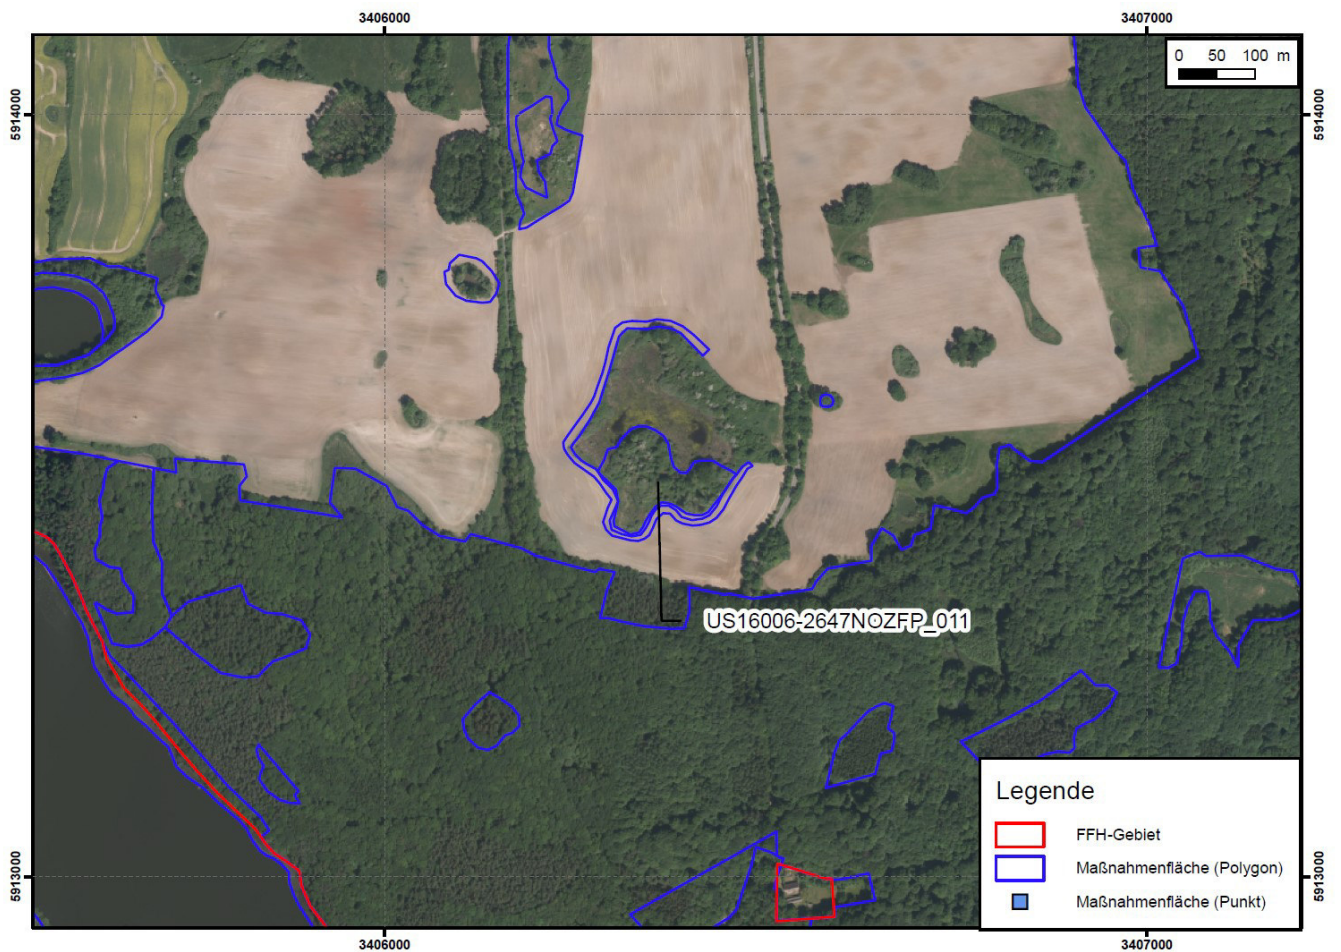 3406000
3407000
0 50 100 m
5914000
5914000
US16006-2647NOZFP_011
Legende
FFH-Gebiet
Maßnahmenfläche (Polygon)
Maßnahmenfläche (Punkt)
5913000
5913000
3406000
3407000